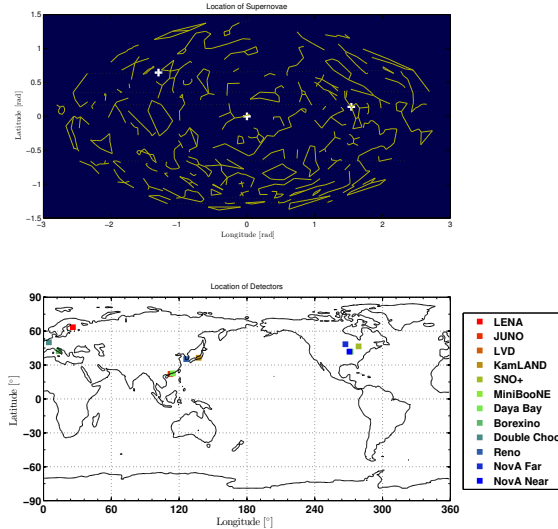 Location of Supernovae
1.5
1
0.5
0
−0.5
−1
−1.5
Latitude [rad]
−3 −2 −1 0 1 2 3
Longitude [rad]
Location of Detectors
90
60
30
0
−30
−60
−90
Latitude [°]
0 60 120 180 240 300 360
Longitude [°]
LENA
JUNO
LVD
KamLAND
SNO+
MiniBooNE
Daya Bay
Borexino
Double Chooz
Reno
NovA Far
NovA Near